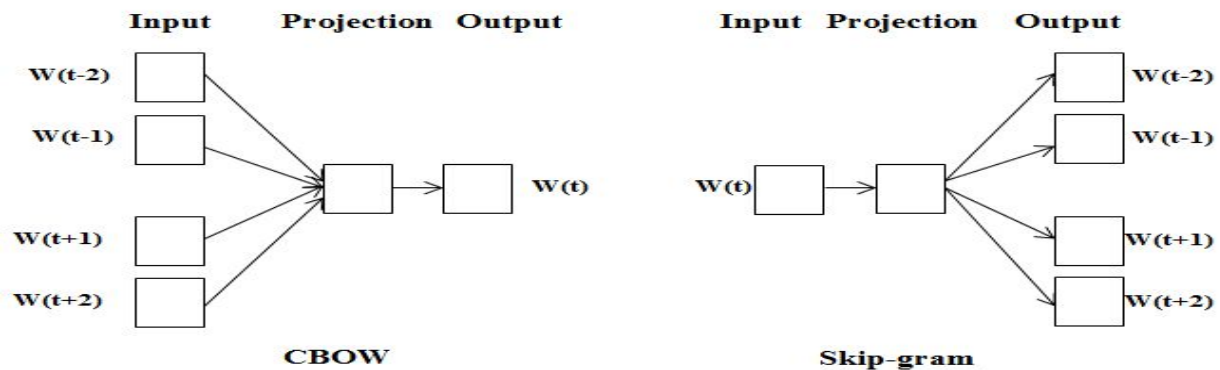 Input Projection Output
W(t-2)
W(t-1)
W(t+1)
W(t+2)
W(t)
CBOW
Input Projection Output
W(t)
W(t-2)
W(t-1)
W(t+1)
W(t+2)
Skip-gram